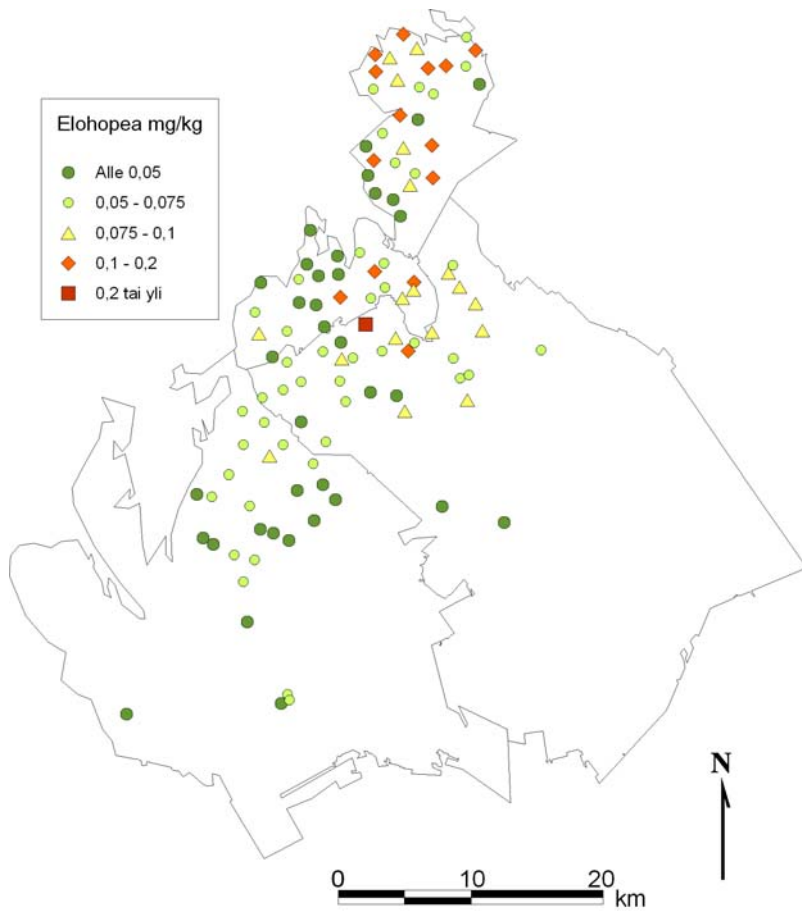 Elohopea mg/kg
Alle 0,05
0,05 - 0,075
0,075 - 0,1
0,1 - 0,2
0,2 tai yli
N
0 10 20
km